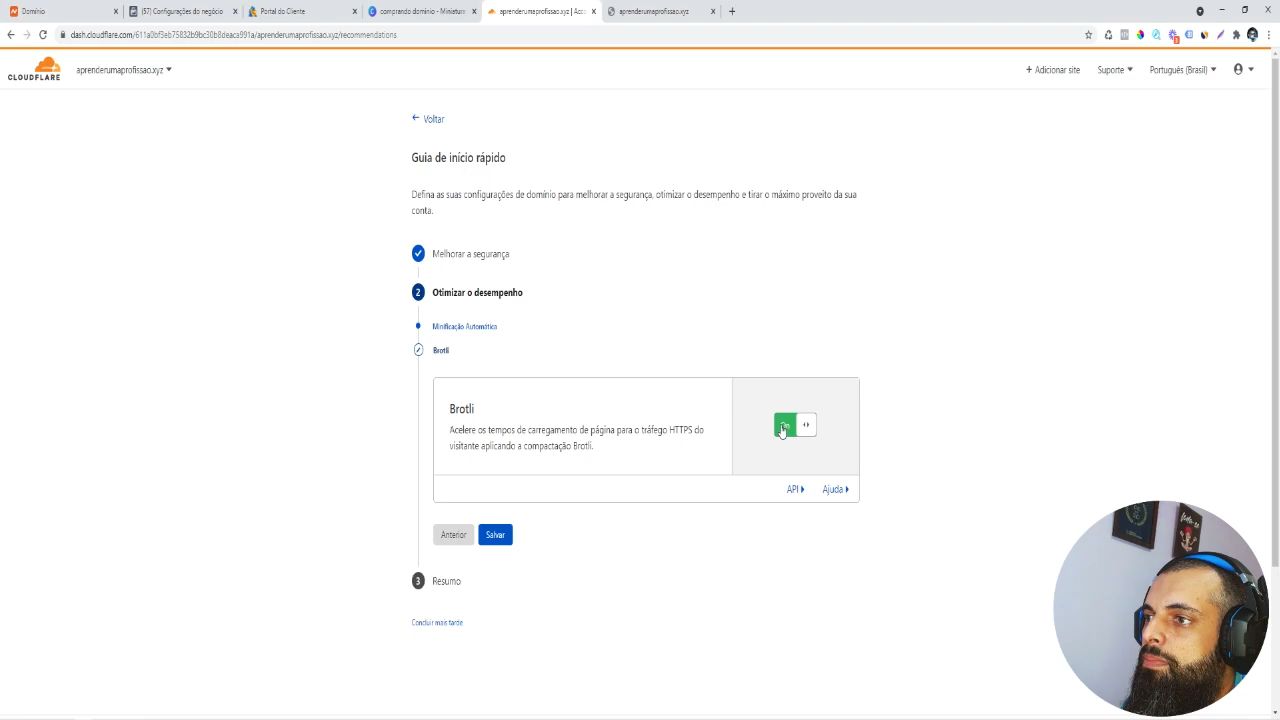 Domínio
(57) Configurações do negócio
Portal do Cliente
comprando dominio - Miniatur
aprenderumaprofissao.xyz | Acco
aprenderumaprofissao.xyz
dash.cloudflare.com/611a0bf3eb75832b9bc30b8deaca991a/aprenderumaprofissao.xyz/recommendations
CLOUDFLARE
aprenderumaprofissao.xyz
+ Adicionar site
Suporte
Português (Brasil)
← Voltar
Guia de início rápido
Defina as suas configurações de domínio para melhorar a segurança, otimizar o desempenho e tirar o máximo proveito da sua
conta.
Melhorar a segurança
2 Otimizar o desempenho
Minificação Automática
Brotli
Brotli
Acelere os tempos de carregamento de página para o tráfego HTTPS do
visitante aplicando a compactação Brotli.
API
Ajuda
Anterior
Salvar
3 Resumo
Concluir mais tarde